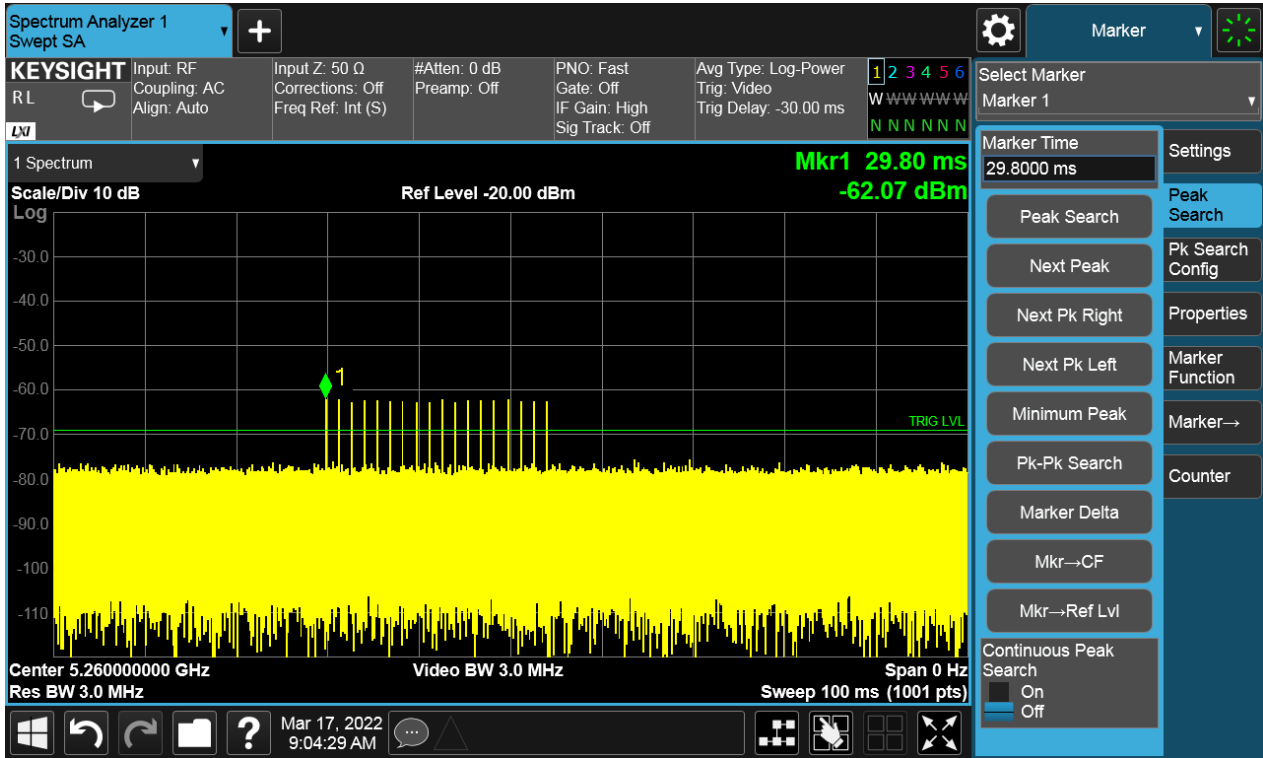 Spectrum Analyzer 1
Swept SA
+
Marker
KEYSIGHT
R L
LXI
Input: RF
Coupling: AC
Align: Auto
Input Z: 50 Ω
Corrections: Off
Freq Ref: Int (S)
#Atten: 0 dB
Preamp: Off
PNO: Fast
Gate: Off
IF Gain: High
Sig Track: Off
Avg Type: Log-Power
Trig: Video
Trig Delay: -30.00 ms
1 2 3 4 5 6
W W W W W W
N N N N N N
Select Marker
Marker 1
1 Spectrum
Mkr1 29.80 ms
-62.07 dBm
Scale/Div 10 dB
Ref Level -20.00 dBm
Log
-30.0
-40.0
-50.0
-60.0
-70.0
-80.0
-90.0
-100
-110
1
TRIG LVL
Center 5.260000000 GHz
Video BW 3.0 MHz
Span 0 Hz
Res BW 3.0 MHz
Sweep 100 ms (1001 pts)
Marker Time
29.8000 ms
Peak Search
Next Peak
Next Pk Right
Next Pk Left
Minimum Peak
Pk-Pk Search
Marker Delta
Mkr→CF
Mkr→Ref Lvl
Continuous Peak
Search
On
Off
Settings
Peak
Search
Pk Search
Config
Properties
Marker
Function
Marker→
Counter
?
Mar 17, 2022
9:04:29 AM